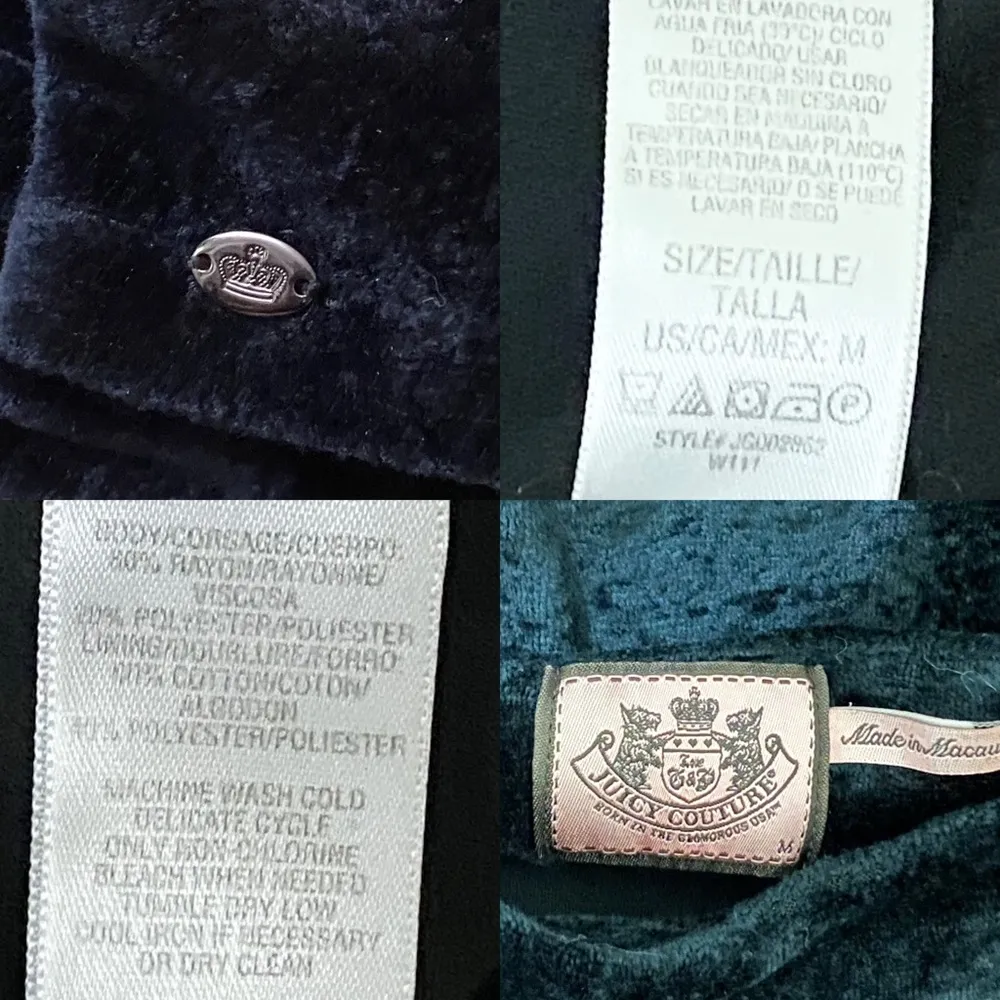 LAVAR EN LAVADORA CON
AGUA FRIA (30°C)/ CICLO
DELICADO/ USAR
BLANQUEADOR SIN CLORO
CUANDO SEA NECESARIO/
SECAR EN MAQUINA A
TEMPERATURA BAJA/ PLANCHA
A TEMPERATURA BAJA (110°C)
SI ES NECESARIO/ O SE PUEDE
LAVAR EN SECO
SIZE/TAILLE/
TALLA
US/CA/MEX: M
STYLE# JG002962
W111
BODY/CORSAGE/CUERPO:
RAYON/RAYONNE/
VISCOSA
POLYESTER/POLIESTER
LINING/DOUBLURE/FORRO
COTTON/COTON/
ALGODON
POLYESTER/POLIESTER
MACHINE WASH COLD
DELICATE CYCLE
ONLY NON-CHLORINE
BLEACH WHEN NEEDED
TUMBLE DRY LOW
COOL IRON IF NECESSARY
OR DRY CLEAN
THE
G&P
JUICY COUTURE®
BORN IN THE GLAMOROUS USA
M
Made in Macau